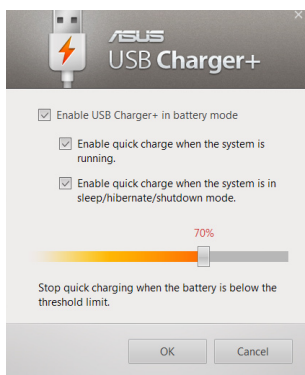 ASUS
USB Charger+
Enable USB Charger+ in battery mode
Enable quick charge when the system is
running.
Enable quick charge when the system is in
sleep/hibernate/shutdown mode.
70%
Stop quick charging when the battery is below the
threshold limit.
OK
Cancel